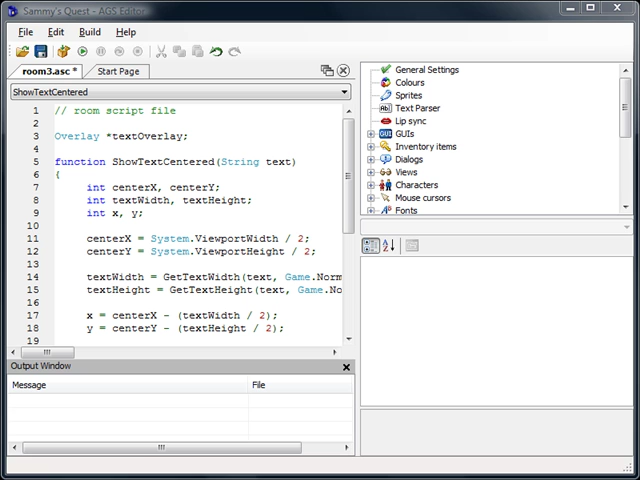 Sammy's Quest - AGS Editor
File Edit Build Help
room3.asc * Start Page
ShowTextCentered
1 // room script file
2
3 Overlay *textOverlay;
4
5 function ShowTextCentered(String text)
6 {
7 int centerX, centerY;
8 int textWidth, textHeight;
9 int x, y;
10
11 centerX = System.ViewportWidth / 2;
12 centerY = System.ViewportHeight / 2;
13
14 textWidth = GetTextWidth(text, Game.Norm
15 textHeight = GetTextHeight(text, Game.No
16
17 x = centerX - (textWidth / 2);
18 y = centerY - (textHeight / 2);
19
General Settings
Colours
Sprites
Text Parser
Lip sync
GUIs
Inventory items
Dialogs
Views
Characters
Mouse cursors
Fonts
Output Window
Message File